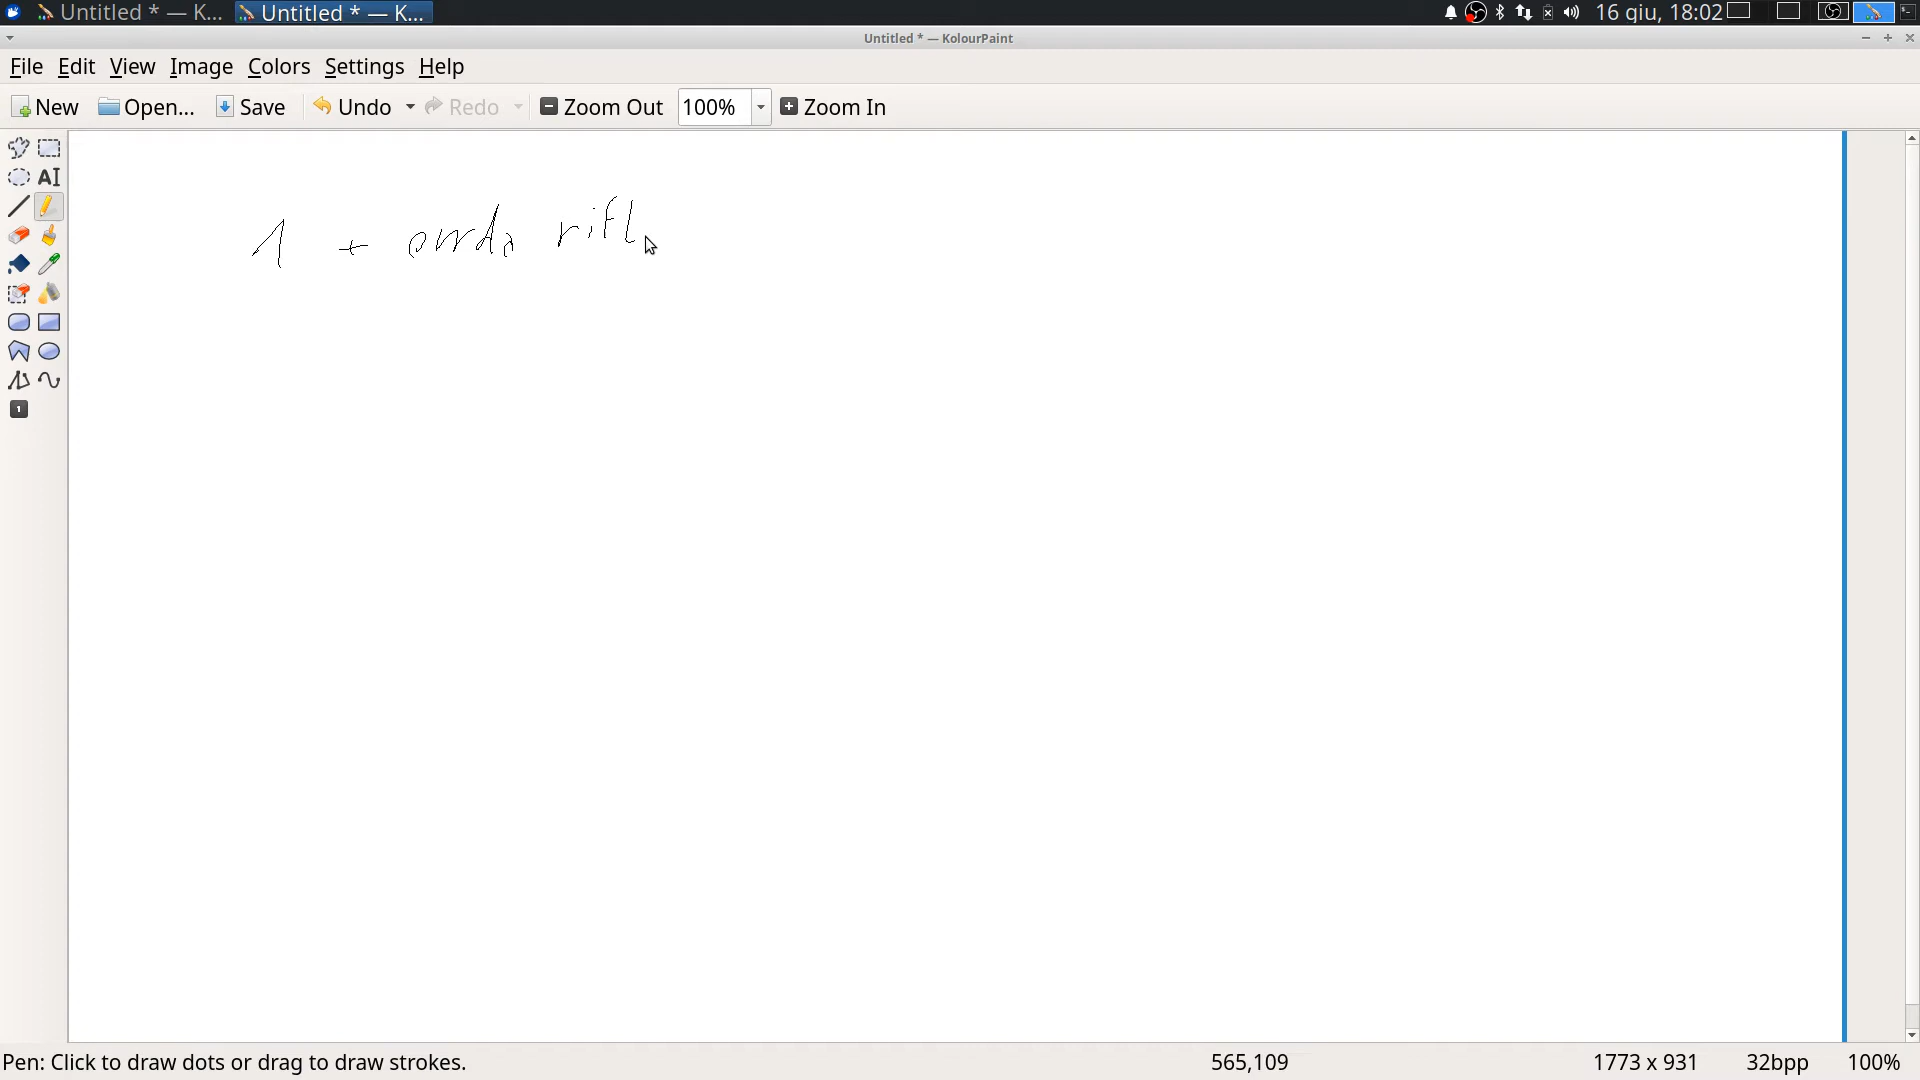 Untitled * — K...
Untitled * — K...
16 giu, 18:02
Untitled * — KolourPaint
File Edit View Image Colors Settings Help
New Open... Save Undo Redo Zoom Out 100% Zoom In
1 + onda rifl
Pen: Click to draw dots or drag to draw strokes. 565,109 1773 x 931 32bpp 100%